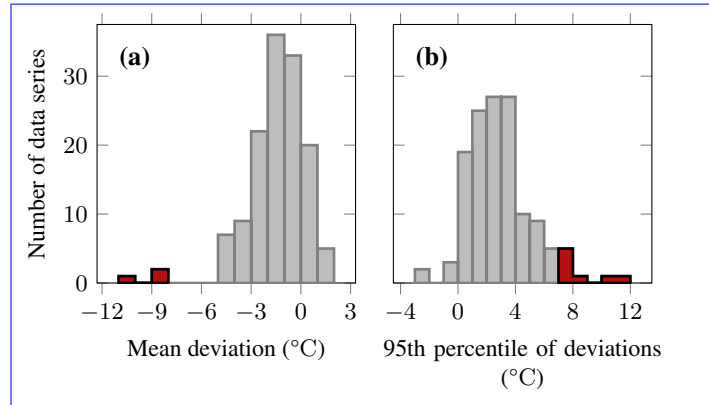 (a)
(b)
Number of data series
30
20
10
0
−12 −9 −6 −3 0 3
−4 0 4 8 12
Mean deviation (°C)
95th percentile of deviations
(°C)